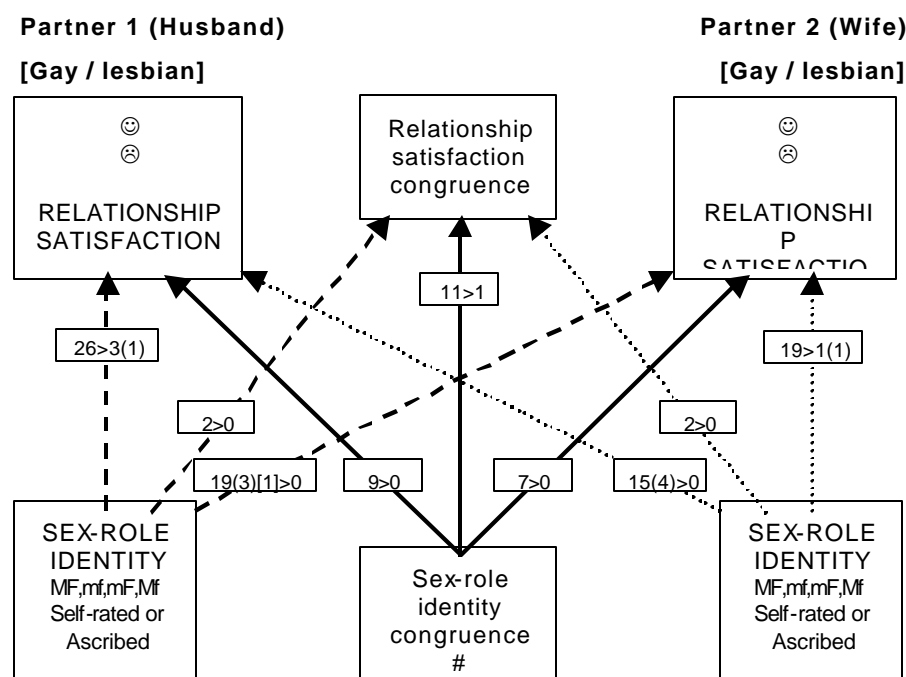 Partner 1 (Husband)
Partner 2 (Wife)
[Gay / lesbian]
[Gay / lesbian]
☺
☹
RELATIONSHIP
SATISFACTION
Relationship
satisfaction
congruence
☺
☹
RELATIONSHI
P
SATISFACTIO
11>1
26>3(1)
19>1(1)
2>0
2>0
19(3)[1]>0
9>0
7>0
15(4)>0
SEX-ROLE
IDENTITY
MF,mf,mF,Mf
Self-rated or
Ascribed
Sex-role
identity
congruence
#
SEX-ROLE
IDENTITY
MF,mf,mF,Mf
Self-rated or
Ascribed